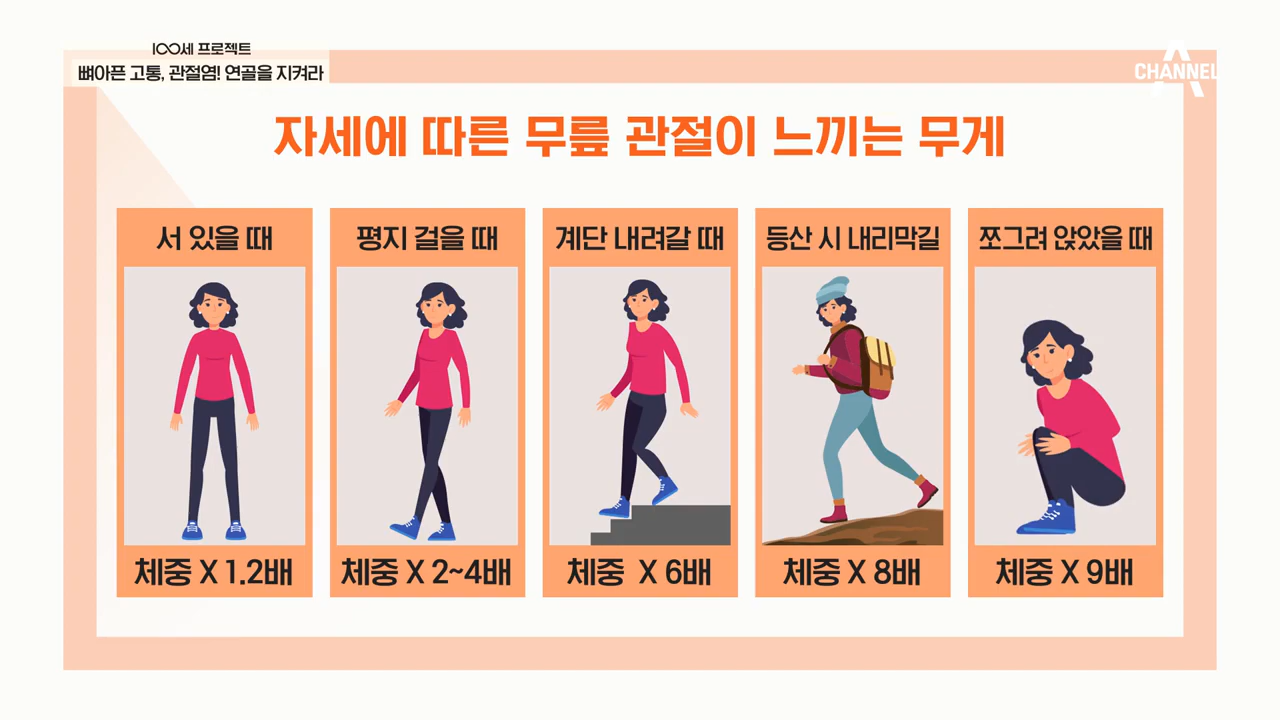 100세 프로젝트
뼈아픈 고통, 관절염! 연골을 지켜라
CHANNEL A
자세에 따른 무릎 관절이 느끼는 무게
서 있을 때
평지 걸을 때
계단 내려갈 때
등산 시 내리막길
쪼그려 앉았을 때
체중 X 1.2배
체중 X 2~4배
체중 X 6배
체중 X 8배
체중 X 9배